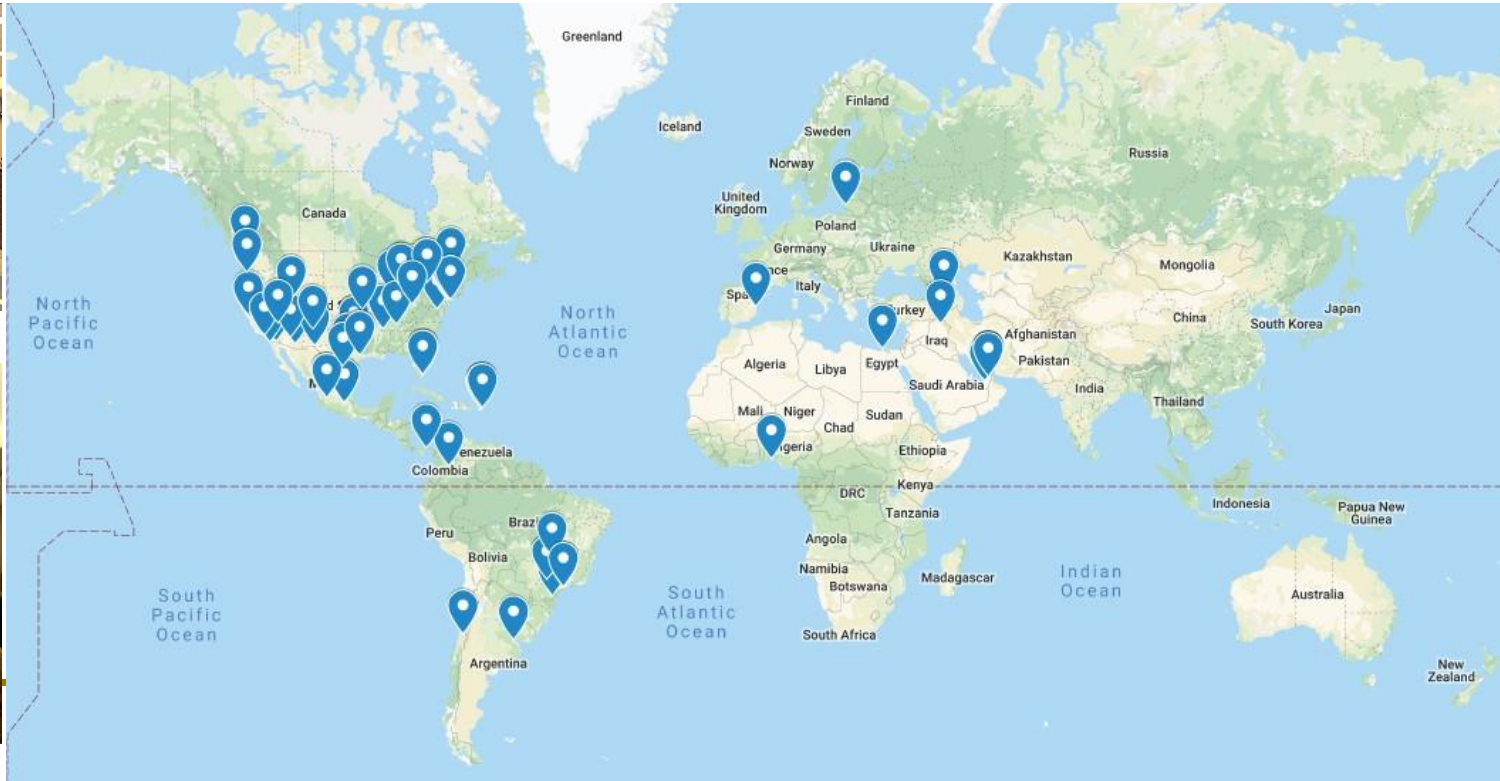 Greenland
Iceland
Finland
Sweden
Norway
Russia
United
Kingdom
Canada
Poland
Germany
Ukraine
Kazakhstan
Mongolia
Italy
North
Pacific
Ocean
North
Atlantic
Ocean
Japan
China
South Korea
Afghanistan
Iraq
Pakistan
Algeria
Libya
Egypt
Saudi Arabia
India
Thailand
Mali
Niger
Chad
Sudan
Ethiopia
Colombia
Kenya
DRC
Tanzania
Indonesia
Papua New
Guinea
Peru
Bolivia
Angola
Namibia
Botswana
Madagascar
Indian
Ocean
South
Pacific
Ocean
South
Atlantic
Ocean
Australia
South Africa
Argentina
New
Zealand